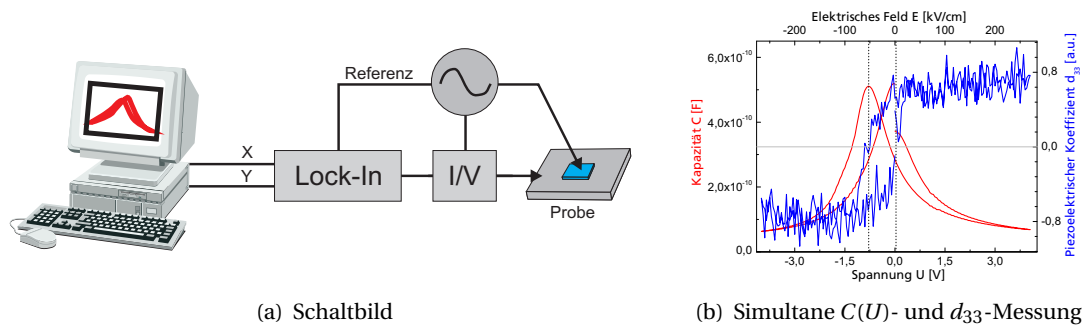 Referenz
X
Y
Lock-In
I/V
Probe
(a) Schaltbild
Elektrisches Feld E [kV/cm]
-200 -100 0 100 200
6,0x10⁻¹⁰
4,0x10⁻¹⁰
2,0x10⁻¹⁰
0,0
Kapazität C [F]
0,8
0,0
-0,8
Piezoelektrischer Koeffizient d₃₃ [a.u.]
-3,0 -1,5 0,0 1,5 3,0
Spannung U [V]
(b) Simultane C(U)- und d₃₃-Messung